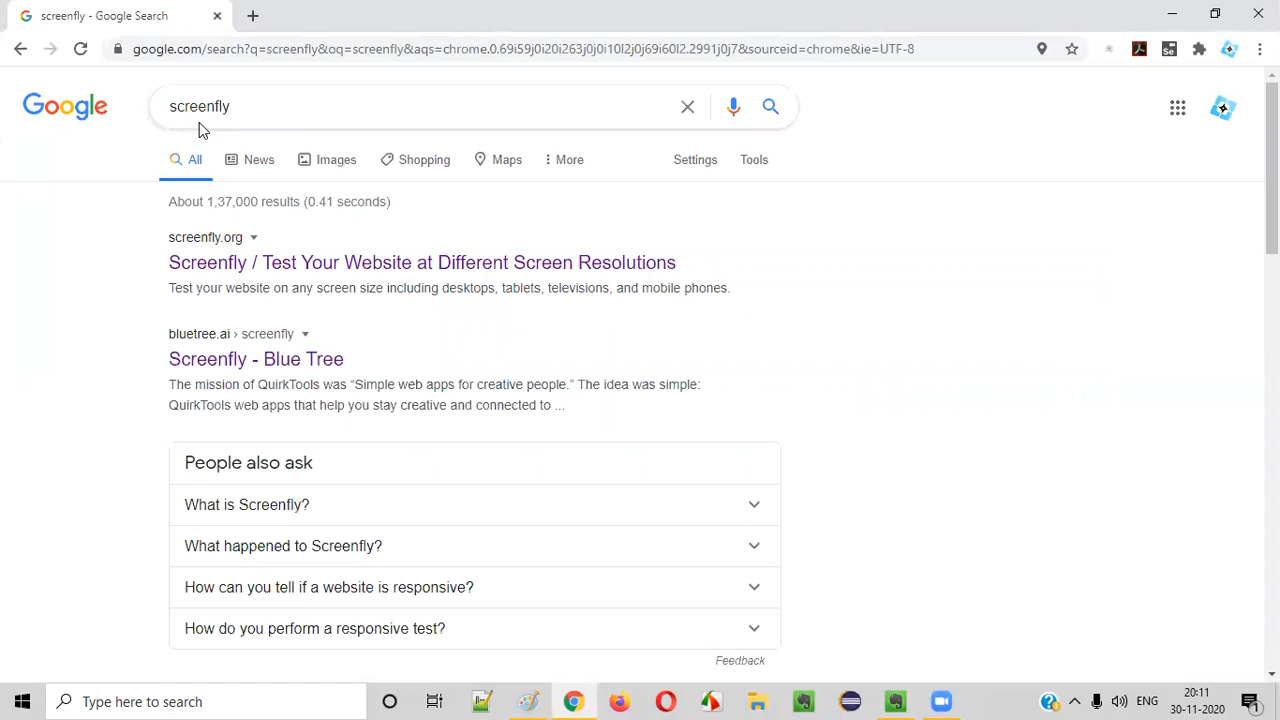 screenfly - Google Search
google.com/search?q=screenfly&oq=screenfly&aqs=chrome.0.69i59j0i20i263j0j0i10l2j0j69i60l2.2991j0j7&sourceid=chrome&ie=UTF-8
Google
screenfly
All News Images Shopping Maps More Settings Tools
About 1,37,000 results (0.41 seconds)
screenfly.org
Screenfly / Test Your Website at Different Screen Resolutions
Test your website on any screen size including desktops, tablets, televisions, and mobile phones.
bluetree.ai › screenfly
Screenfly - Blue Tree
The mission of QuirkTools was “Simple web apps for creative people.” The idea was simple:
QuirkTools web apps that help you stay creative and connected to ...
People also ask
What is Screenfly?
What happened to Screenfly?
How can you tell if a website is responsive?
How do you perform a responsive test?
Feedback
Type here to search
ENG
20:11
30-11-2020
1